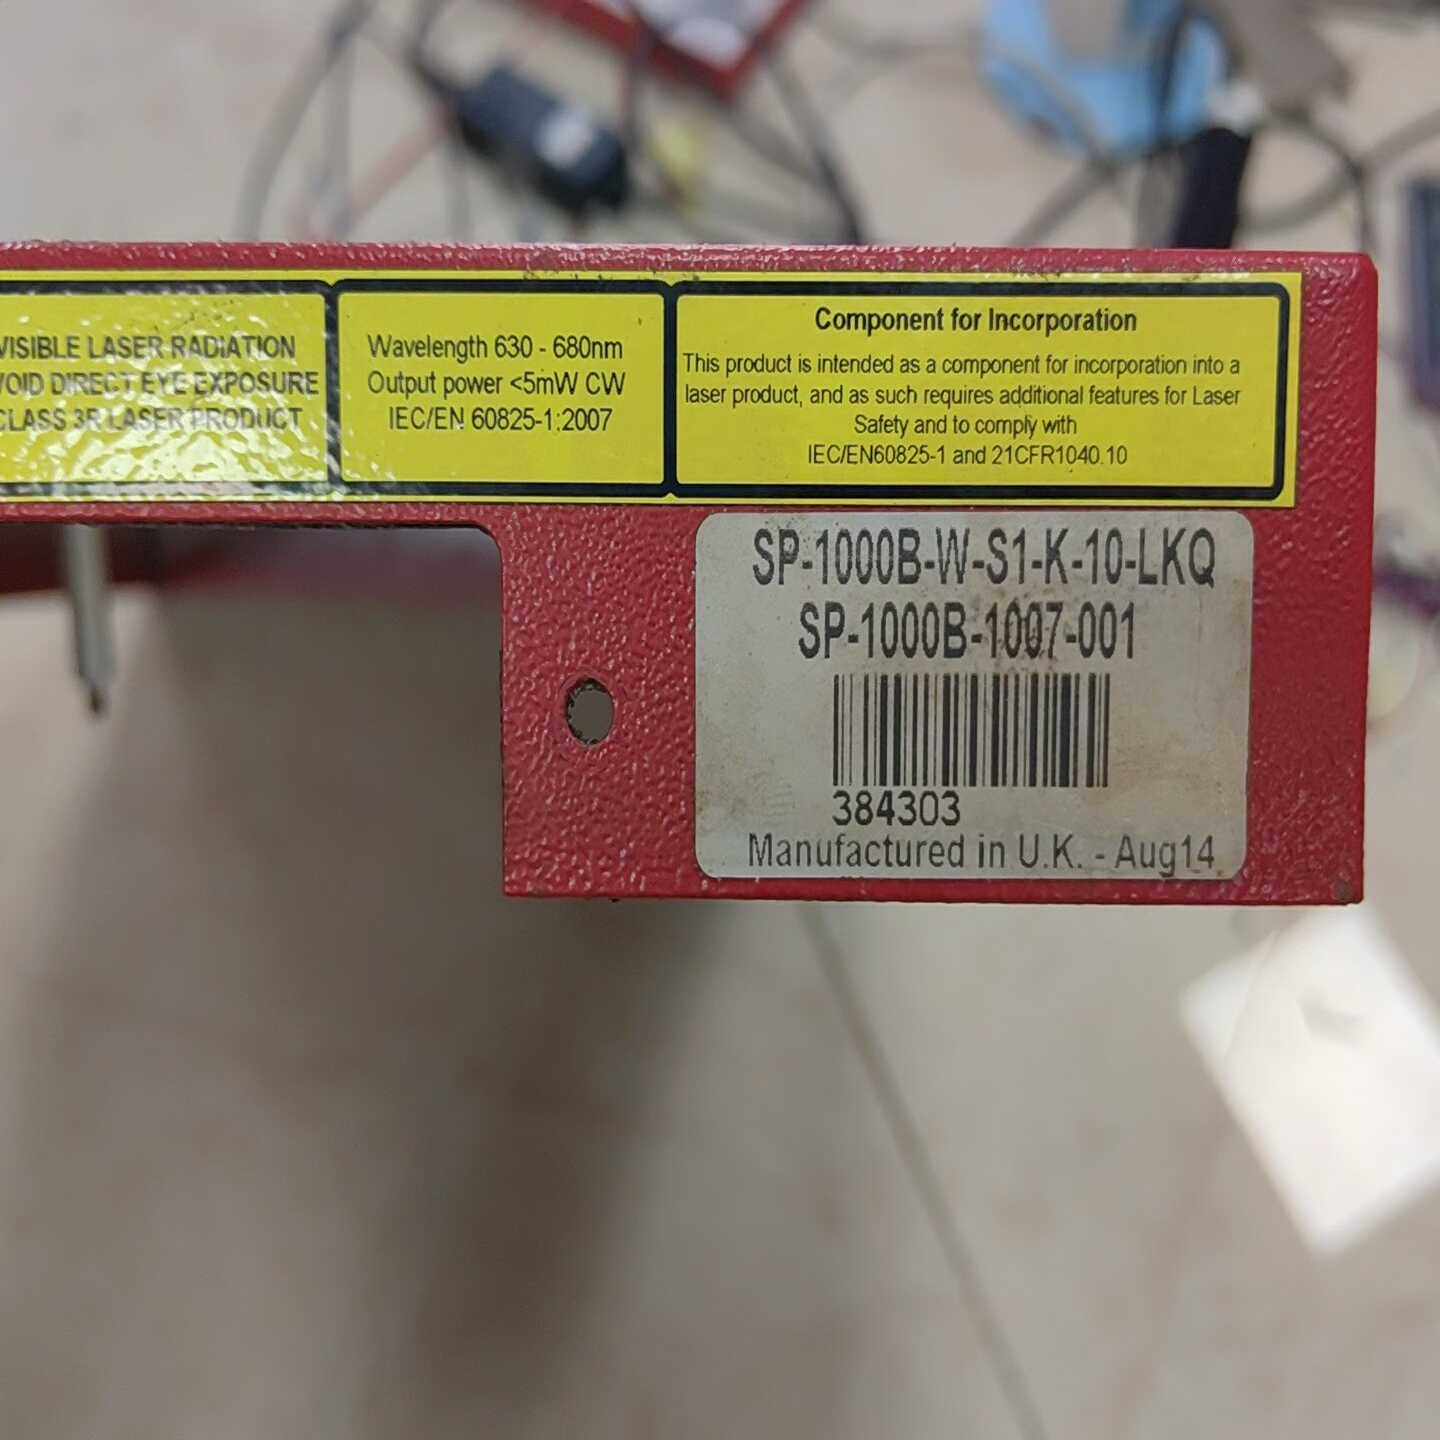 VISIBLE LASER RADIATION
VOID DIRECT EYE EXPOSURE
CLASS 3R LASER PRODUCT
Wavelength 630 - 680nm
Output power <5mW CW
IEC/EN 60825-1:2007
Component for Incorporation
This product is intended as a component for incorporation into a
laser product, and as such requires additional features for Laser
Safety and to comply with
IEC/EN60825-1 and 21CFR1040.10
SP-1000B-W-S1-K-10-LKQ
SP-1000B-1007-001
384303
Manufactured in U.K. - Aug14